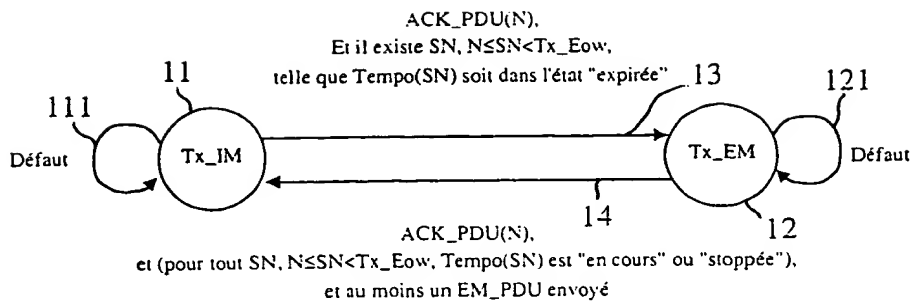 ACK_PDU(N),
Et il existe SN, N≤SN<Tx_Eow,
telle que Tempo(SN) soit dans l'état "expirée"
13
11
111
121
Défaut
Tx_IM
Tx_EM
Défaut
14
12
ACK_PDU(N),
et (pour tout SN, N≤SN<Tx_Eow, Tempo(SN) est "en cours" ou "stoppée"),
et au moins un EM_PDU envoyé